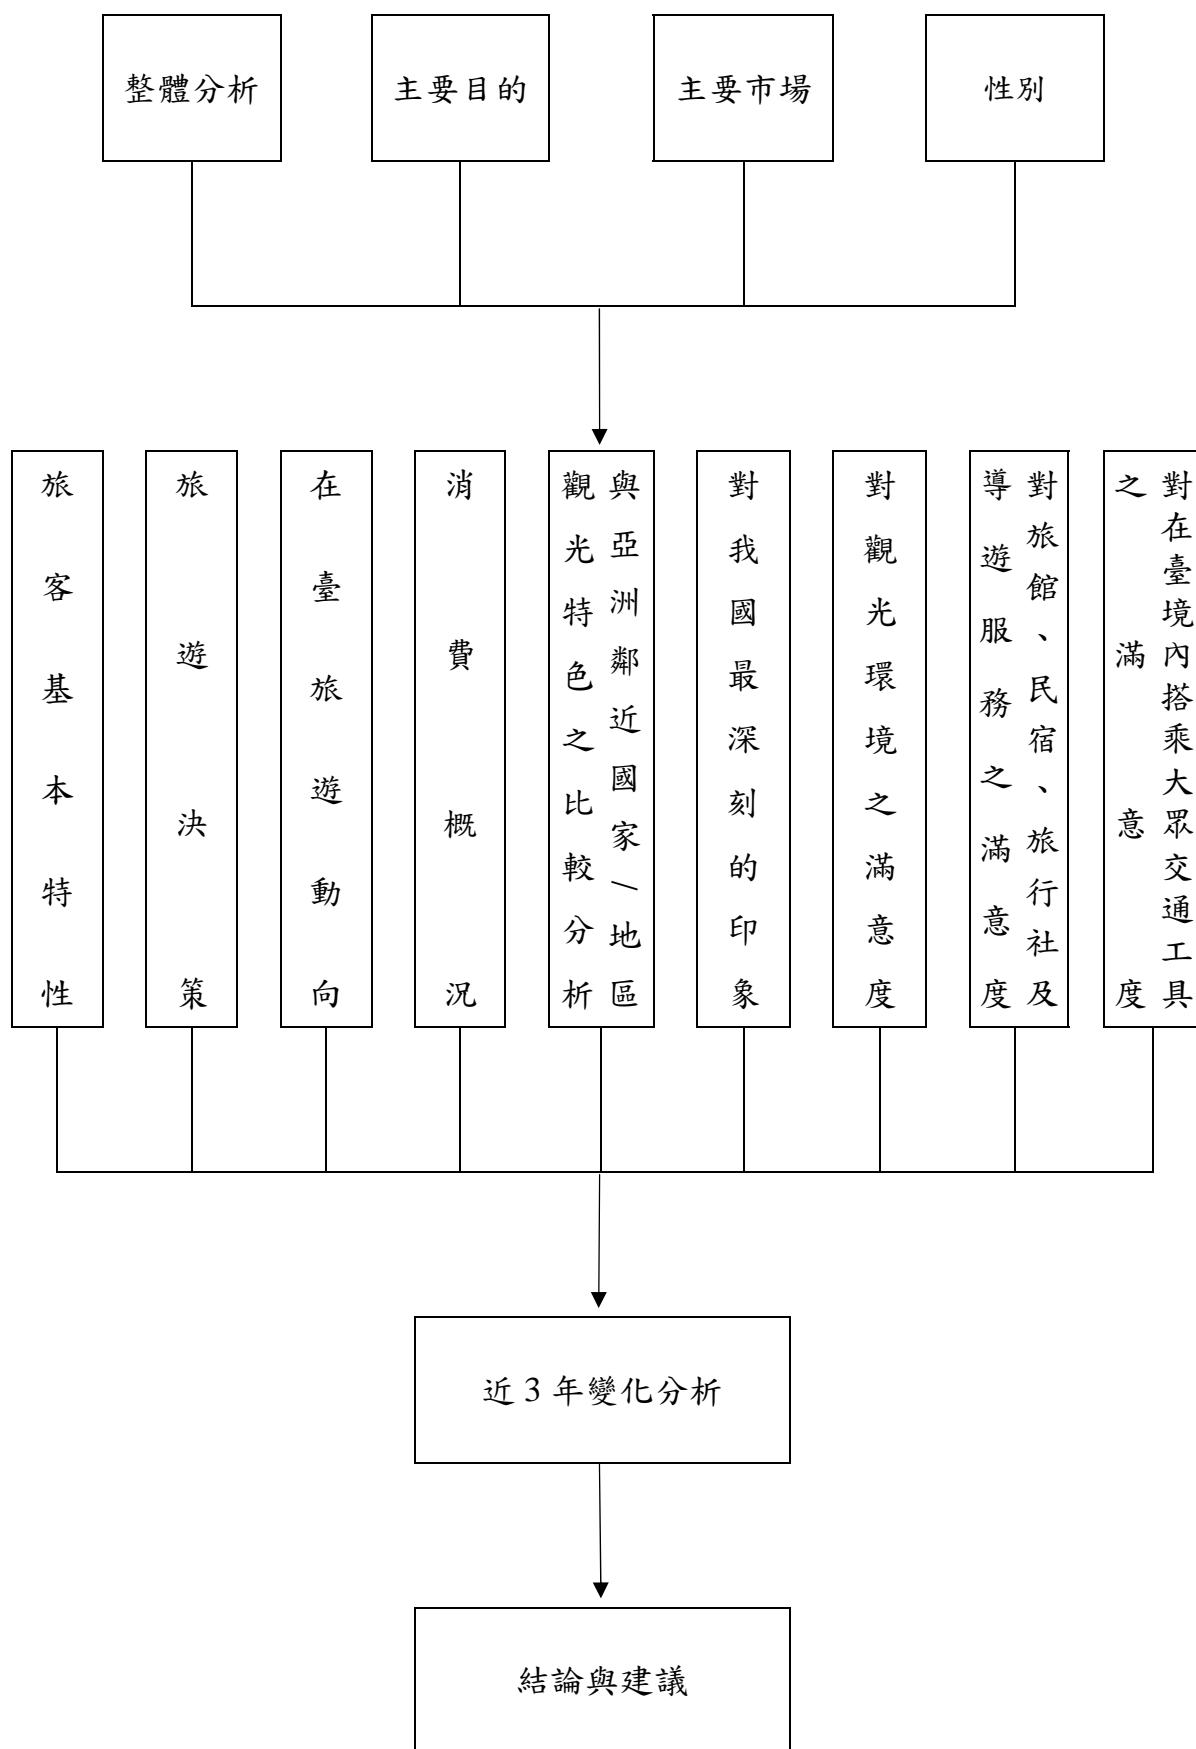 整體分析
主要目的
主要市場
性別
旅客基本特性
旅遊決策
在臺旅遊動向
消費概況
與亞洲鄰近國家/地區
觀光特色之比較分析
對我國最深刻的印象
對觀光環境之滿意度
對旅館、民宿、旅行社及
導遊服務之滿意度
對在臺境內搭乘大眾交通工具
之滿意度
近3年變化分析
結論與建議